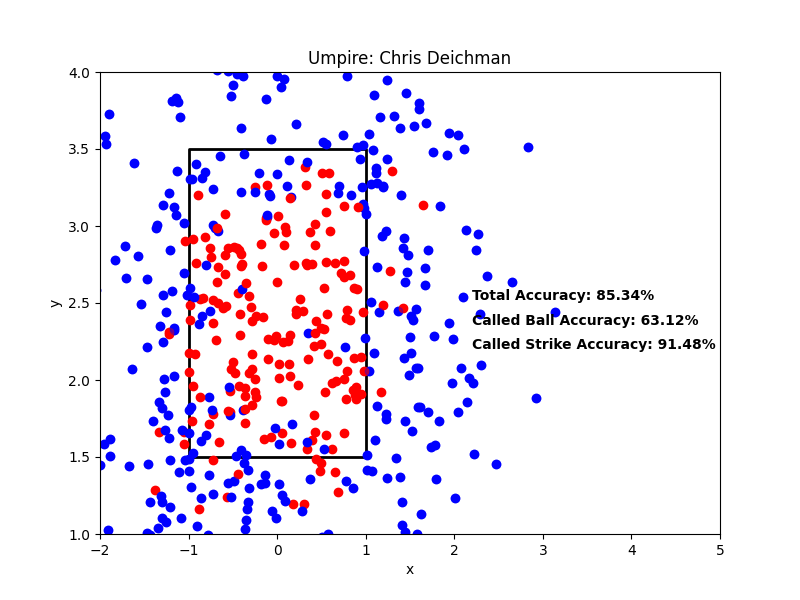 Umpire: Chris Deichman
4.0
3.5
3.0
2.5
2.0
1.5
1.0
y
Total Accuracy: 85.34%
Called Ball Accuracy: 63.12%
Called Strike Accuracy: 91.48%
−2 −1 0 1 2 3 4 5
x